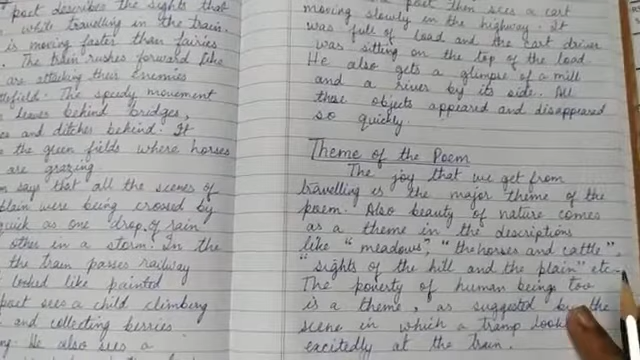 poet describes the sights that
while travelling in the train.
is moving faster than fairies
. The train rushes forward like
are attacking their enemies
. The speedy movement
leaves behind bridges,
and ditches behind. It
the green fields where horses
are grazing.
says that all the scenes of
plain were being crossed by
quick as one drop of rain
other in a storm. In the
the train passes railway
looked like painted
poet sees a child climbing
and collecting berries
. He also sees a
poet then sees a cart
moving slowly in the highway. It
was full of load and the cart driver
was sitting on the top of the load.
He also gets a glimpse of a mill
and a river by its side. All
these objects appeared and disappeared
so quickly.
Theme of the Poem
The joy that we get from
travelling is the major theme of the
poem. Also beauty of nature comes
as a theme in the descriptions
like "meadows", "the horses and cattle",
"sights of the hill and the plain" etc.
The poverty of human beings too
is a theme, as suggested by the
scene in which a tramp
excitedly at the train.